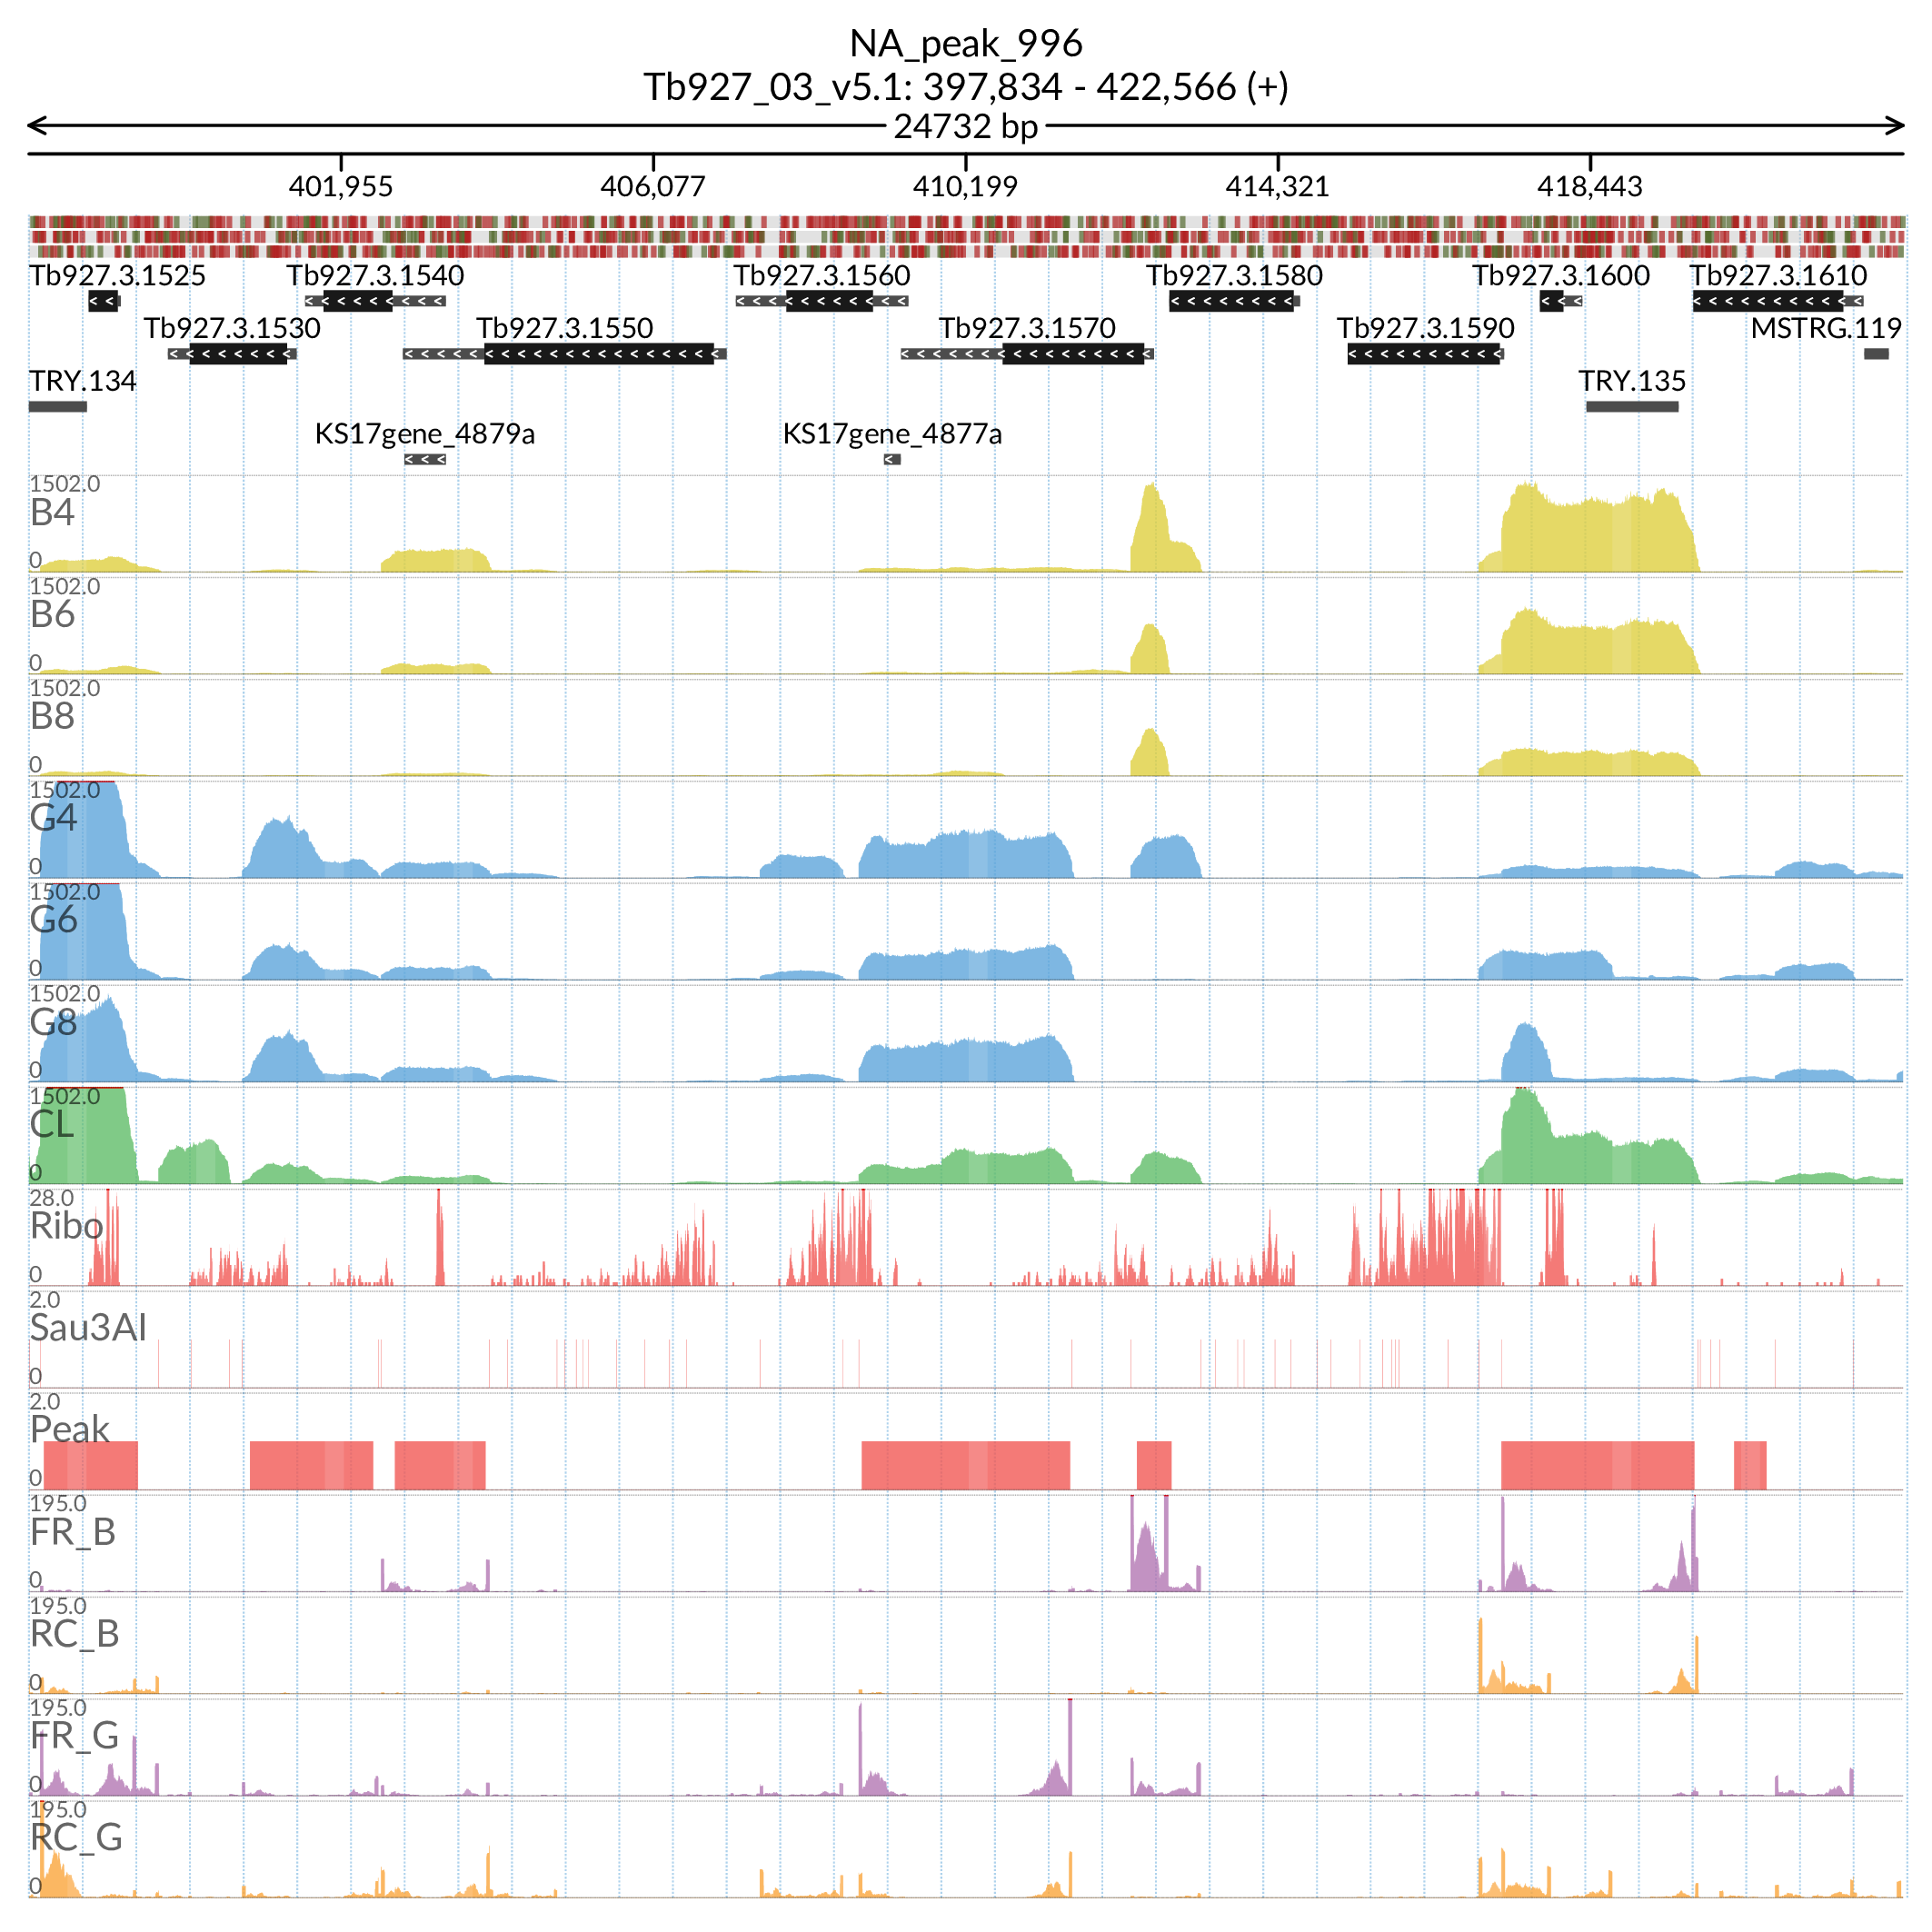 NA_peak_996
Tb927_03_v5.1: 397,834 - 422,566 (+)
24732 bp
401,955 406,077 410,199 414,321 418,443
Tb927.3.1525 Tb927.3.1540 Tb927.3.1560 Tb927.3.1580 Tb927.3.1600 Tb927.3.1610
Tb927.3.1530 Tb927.3.1550 Tb927.3.1570 Tb927.3.1590 MSTRG.119
TRY.134 TRY.135
KS17gene_4879a KS17gene_4877a
1502.0
B4
0
1502.0
B6
0
1502.0
B8
0
1502.0
G4
0
1502.0
G6
0
1502.0
G8
0
1502.0
CL
0
28.0
Ribo
0
2.0
Sau3AI
0
2.0
Peak
0
195.0
FR_B
0
195.0
RC_B
0
195.0
FR_G
0
195.0
RC_G
0